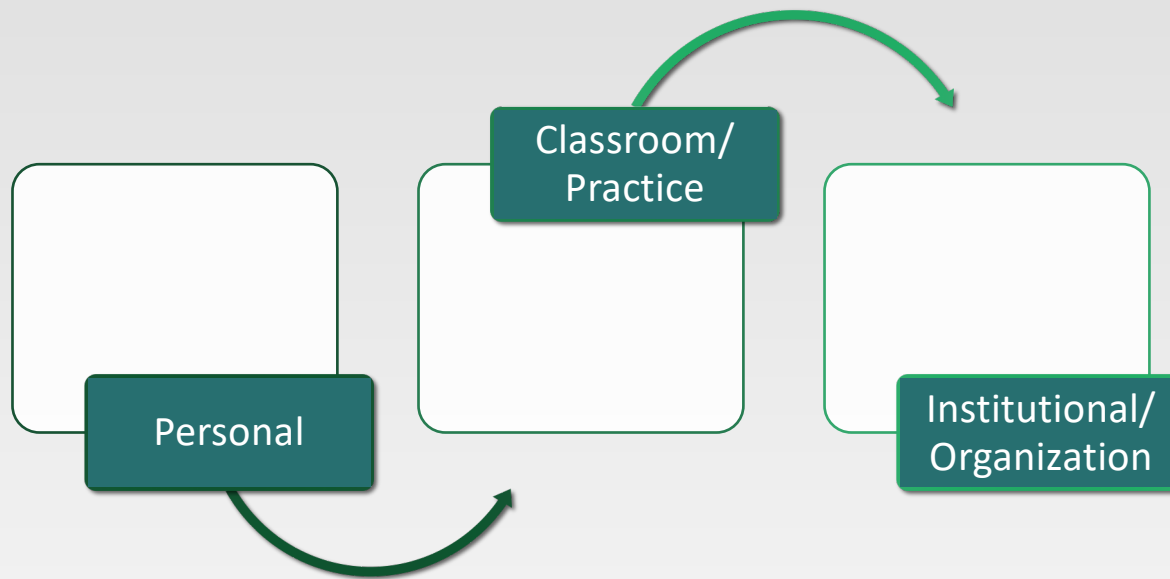 Personal
Classroom/
Practice
Institutional/
Organization